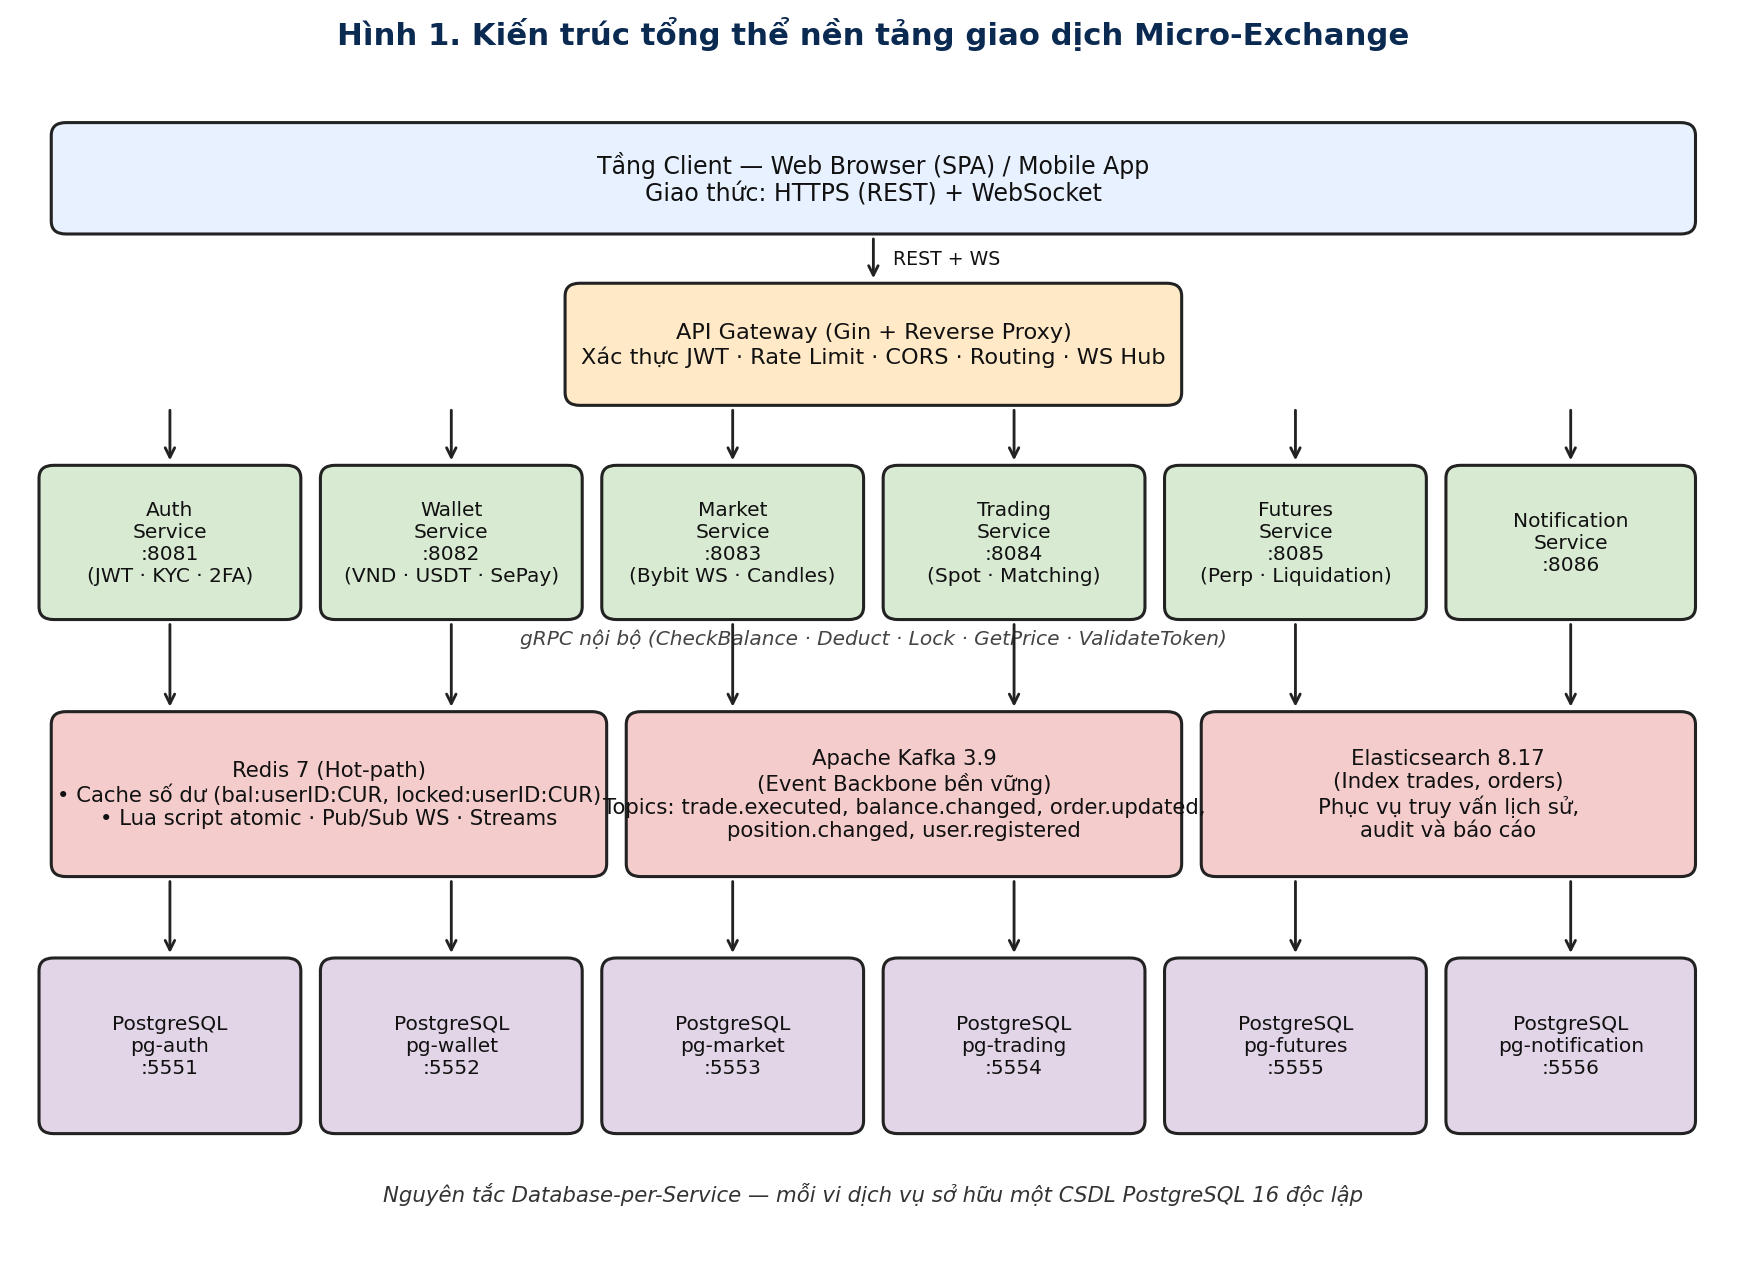 Hình 1. Kiến trúc tổng thể nền tảng giao dịch Micro-Exchange
Tầng Client — Web Browser (SPA) / Mobile App
Giao thức: HTTPS (REST) + WebSocket
REST + WS
API Gateway (Gin + Reverse Proxy)
Xác thực JWT · Rate Limit · CORS · Routing · WS Hub
Auth
Service
:8081
(JWT · KYC · 2FA)
Wallet
Service
:8082
(VND · USDT · SePay)
Market
Service
:8083
(Bybit WS · Candles)
Trading
Service
:8084
(Spot · Matching)
Futures
Service
:8085
(Perp · Liquidation)
Notification
Service
:8086
gRPC nội bộ (CheckBalance · Deduct · Lock · GetPrice · ValidateToken)
Redis 7 (Hot-path)
• Cache số dư (bal:userID:CUR, locked:userID:CUR)
• Lua script atomic · Pub/Sub WS · Streams
Apache Kafka 3.9
(Event Backbone bền vững)
Topics: trade.executed, balance.changed, order.updated,
position.changed, user.registered
Elasticsearch 8.17
(Index trades, orders)
Phục vụ truy vấn lịch sử,
audit và báo cáo
PostgreSQL
pg-auth
:5551
PostgreSQL
pg-wallet
:5552
PostgreSQL
pg-market
:5553
PostgreSQL
pg-trading
:5554
PostgreSQL
pg-futures
:5555
PostgreSQL
pg-notification
:5556
Nguyên tắc Database-per-Service — mỗi vi dịch vụ sở hữu một CSDL PostgreSQL 16 độc lập